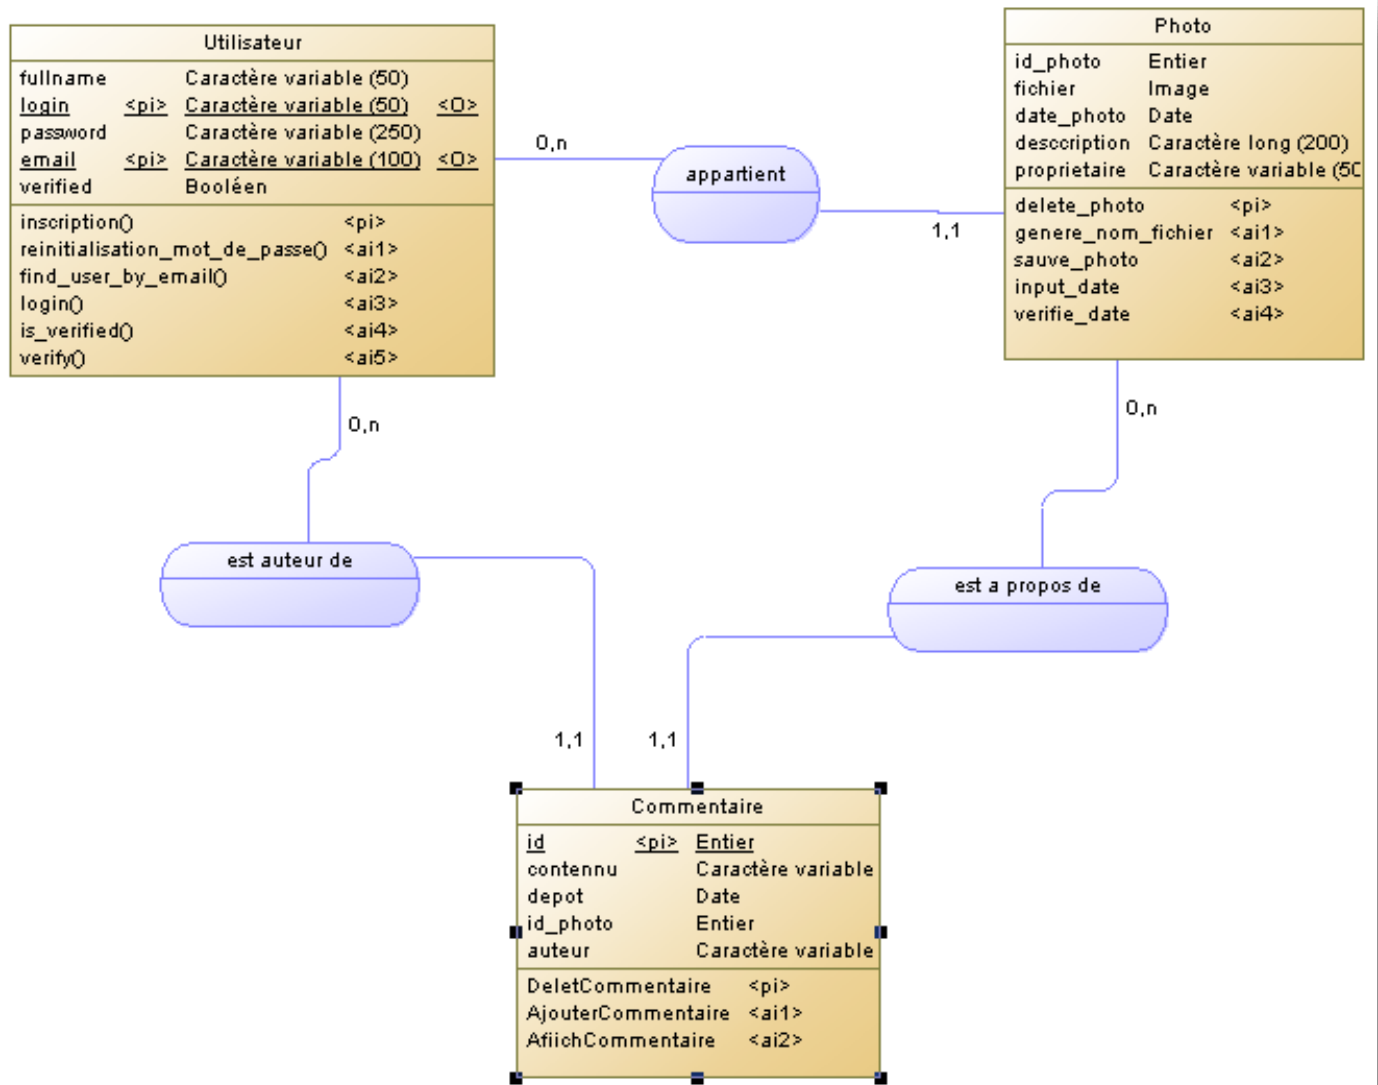 Utilisateur
fullname Caractère variable (50)
login <pi> Caractère variable (50) <O>
password Caractère variable (250)
email <pi> Caractère variable (100) <O>
verified Booléen
inscription() <pi>
reinitialisation_mot_de_passe() <ai1>
find_user_by_email() <ai2>
login() <ai3>
is_verified() <ai4>
verify() <ai5>
0,n
appartient
1,1
Photo
id_photo Entier
fichier Image
date_photo Date
desccription Caractère long (200)
proprietaire Caractère variable (50
delete_photo <pi>
genere_nom_fichier <ai1>
sauve_photo <ai2>
input_date <ai3>
verifie_date <ai4>
0,n
0,n
est auteur de
est a propos de
1,1
1,1
Commentaire
id <pi> Entier
contennu Caractère variable
depot Date
id_photo Entier
auteur Caractère variable
DeletCommentaire <pi>
AjouterCommentaire <ai1>
AfiichCommentaire <ai2>